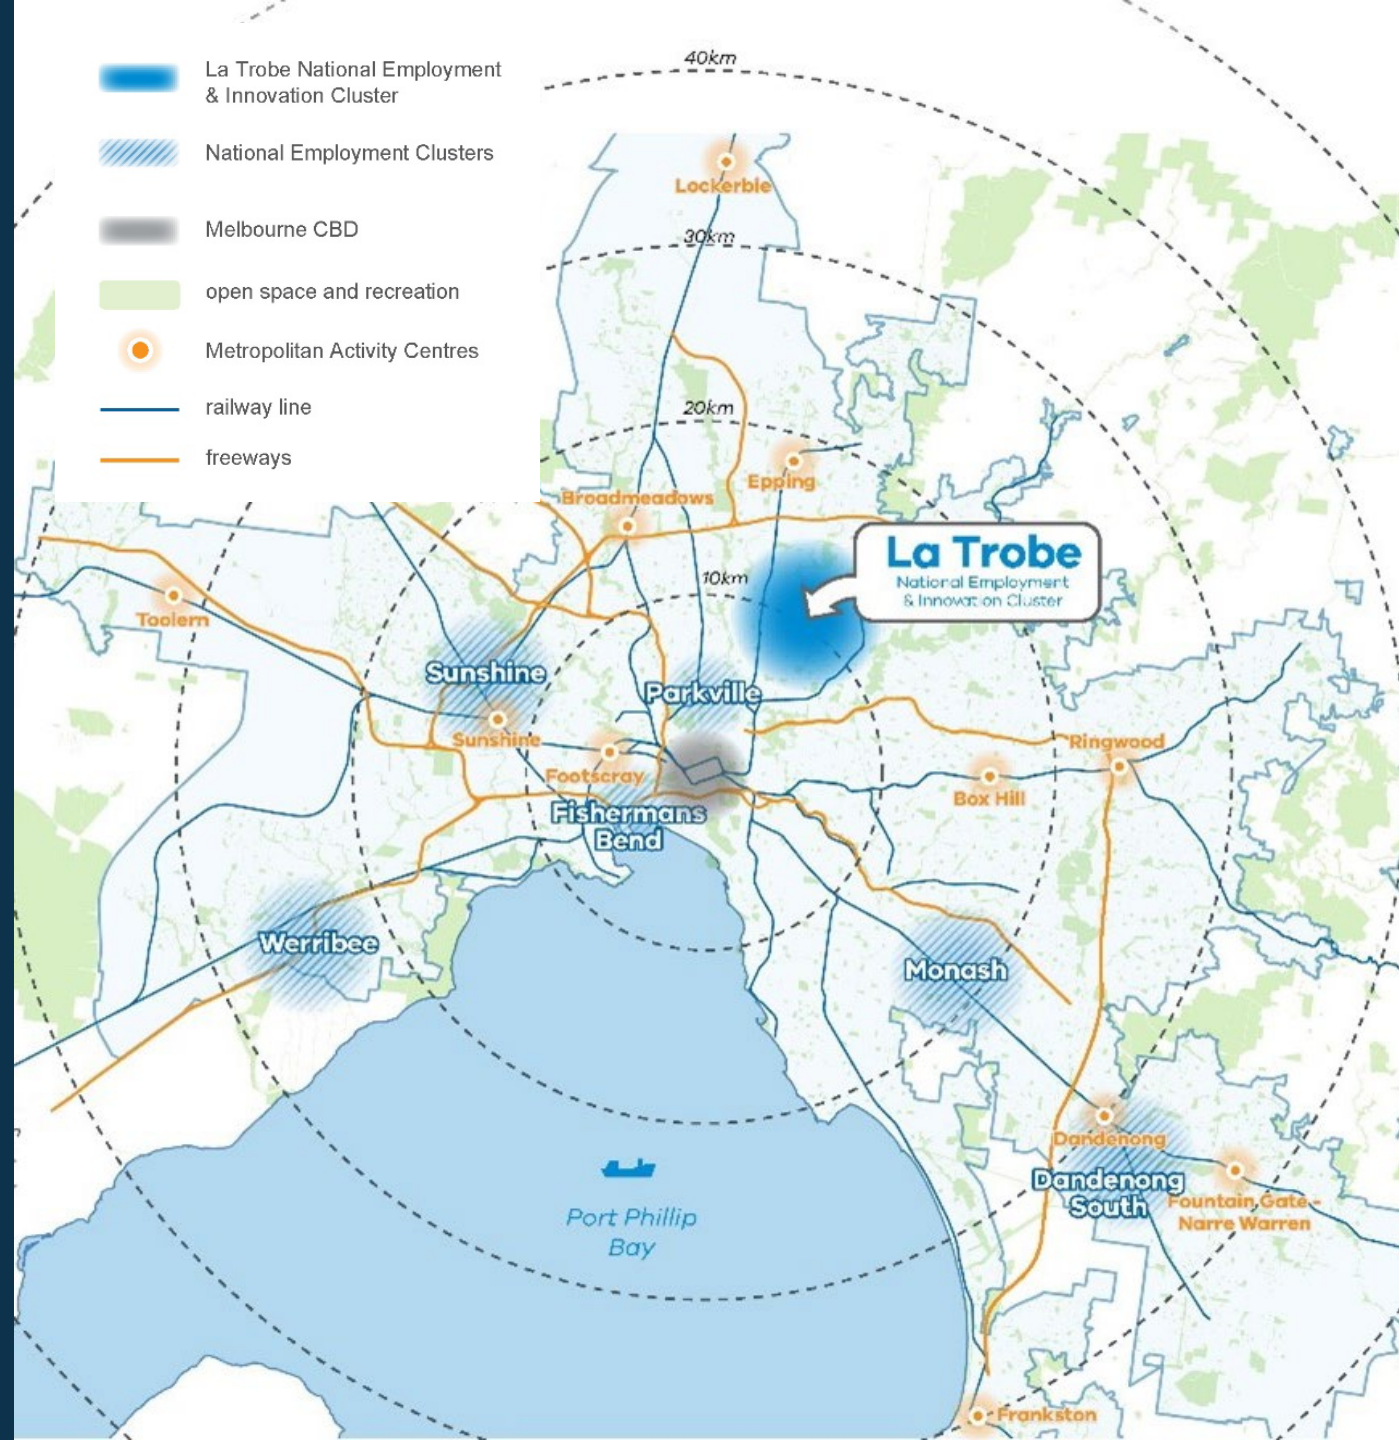 La Trobe National Employment
& Innovation Cluster
National Employment Clusters
Melbourne CBD
open space and recreation
Metropolitan Activity Centres
railway line
freeways
40km
Lockerbie
30km
20km
Epping
Broadmeadows
La Trobe
National Employment
& Innovation Cluster
10km
Toolern
Sunshine
Parkville
Sunshine
Ringwood
Footscray
Box Hill
Fishermans
Bend
Werribee
Monash
Dandenong
Dandenong
South
Fountain Gate -
Narre Warren
Port Phillip
Bay
Frankston